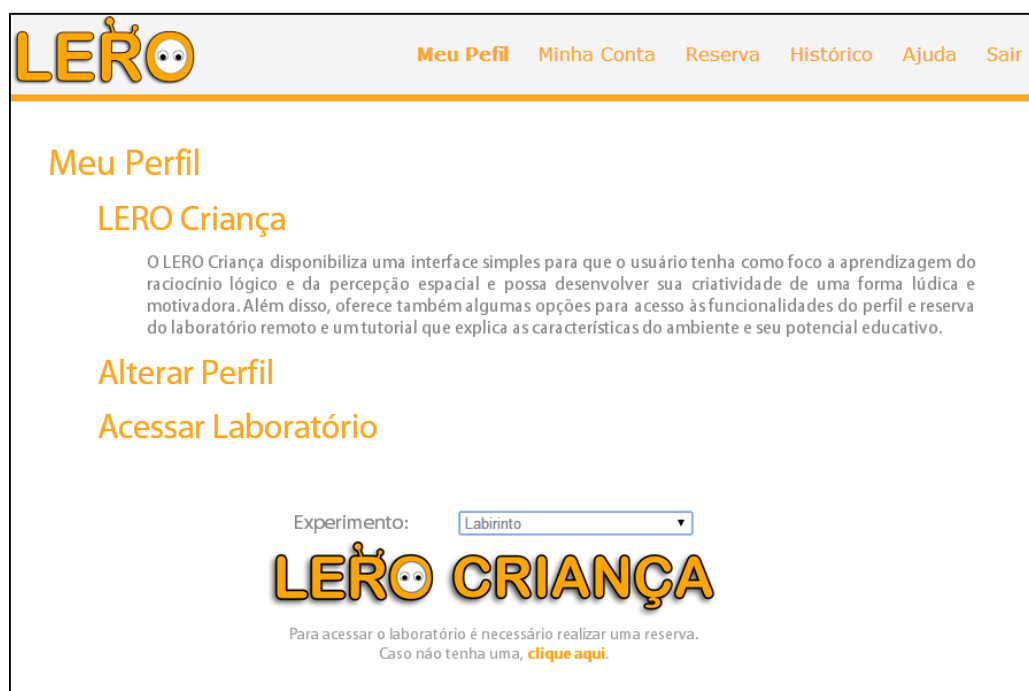 LERO
Meu Pefil Minha Conta Reserva Histórico Ajuda Sair
Meu Perfil
LERO Criança
O LERO Criança disponibiliza uma interface simples para que o usuário tenha como foco a aprendizagem do
raciocínio lógico e da percepção espacial e possa desenvolver sua criatividade de uma forma lúdica e
motivadora. Além disso, oferece também algumas opções para acesso às funcionalidades do perfil e reserva
do laboratório remoto e um tutorial que explica as características do ambiente e seu potencial educativo.
Alterar Perfil
Acessar Laboratório
Experimento: Labirinto
LERO CRIANÇA
Para acessar o laboratório é necessário realizar uma reserva.
Caso não tenha uma, clique aqui.